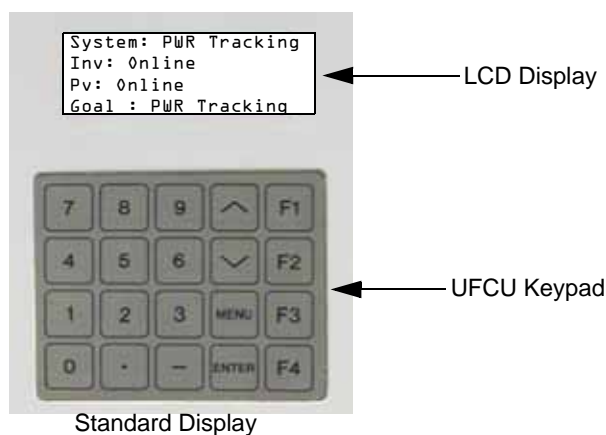 System: PWR Tracking
Inv: Online
Pv: Online
Goal : PWR Tracking
LCD Display
7 8 9 F1
4 5 6 F2
UFCU Keypad
1 2 3 MENU F3
0 . – ENTER F4
Standard Display